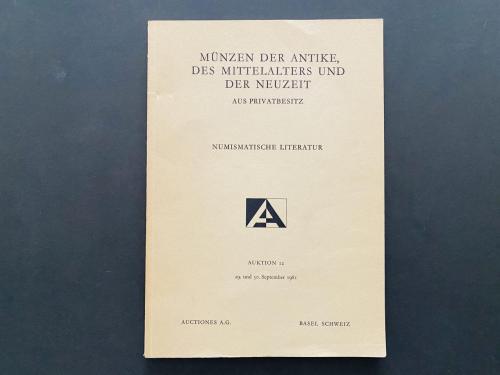 MÜNZEN DER ANTIKE,
DES MITTELALTERS UND
DER NEUZEIT
AUS PRIVATBESITZ
NUMISMATISCHE LITERATUR
A
AUKTION 12
29. und 30. September 1981
AUCTIONES A.G. BASEL SCHWEIZ